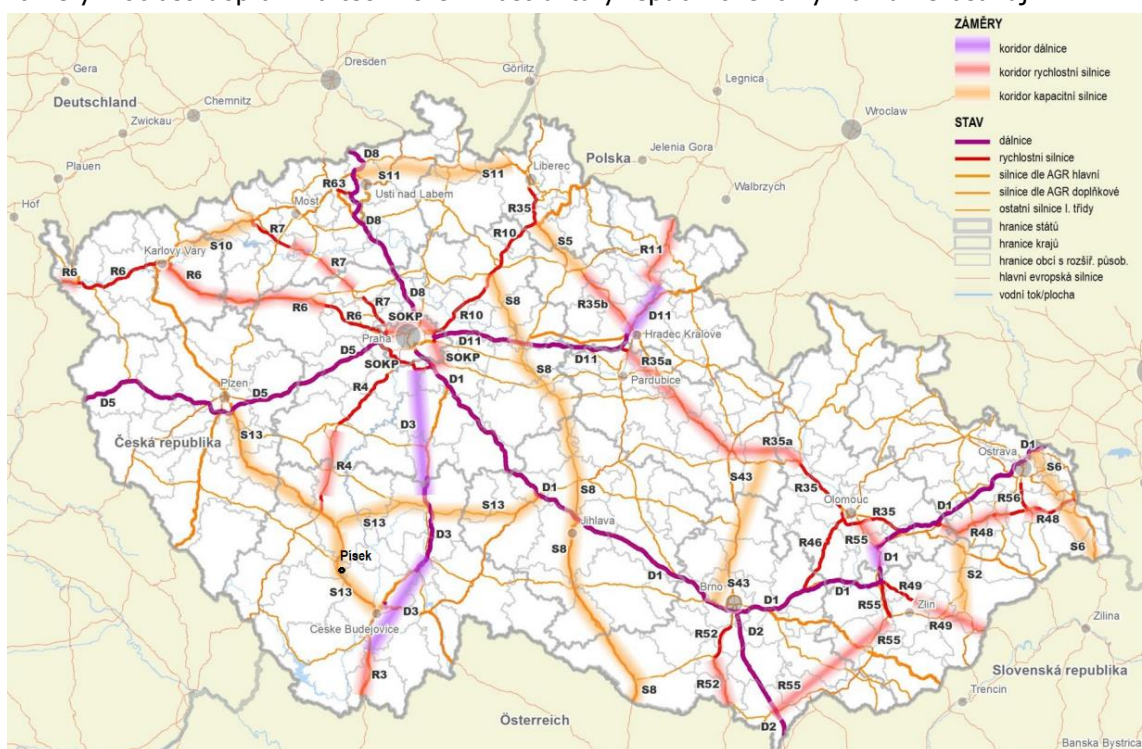 ZÁMĚRY
koridor dálnice
koridor rychlostní silnice
koridor kapacitní silnice
STAV
dálnice
rychlostní silnice
silnice dle AGR hlavní
silnice dle AGR doplňkové
ostatní silnice I. třídy
hranice států
hranice krajů
hranice obcí s rozšiř. působ.
hlavní evropská silnice
vodní tok/plocha
Dresden
Görlitz
Gera
Legnica
Deutschland
Chemnitz
Wroclaw
Zwickau
D8
Polska
Jelenia Gora
Plauen
S11
S11
Liberec
R63
Usti nad Labem
Walbrzych
Hof
Most
D8
R35
S10
R7
R10
S5
R11
Karlovy Vary
R6
R6
R7
R6
S8
R35b
D8
R7
R6
R10
D11
R6
SOKP
Praha
D11
Hradec Kralove
D5
SOKP
SOKP
S8
D11
R35a
Plzen
R4
D1
Pardubice
D5
D5
S13
D3
Česká republika
R35a
D1
Ostrava
R4
S43
S6
D1
R35
Olomouc
R56
S13
S13
S8
R35
D1
R48
R48
D3
Jihlava
R55
Písek
R46
D1
S6
S8
S13
D1
S43
S2
Brno
D1
D1
R49
Zlin
D3
R55
Ceske Budejovice
R52
D2
R55
R49
Zilina
R3
Slovenská republika
S8
R52
R55
Trencin
Österreich
D2
Banska Bystrica